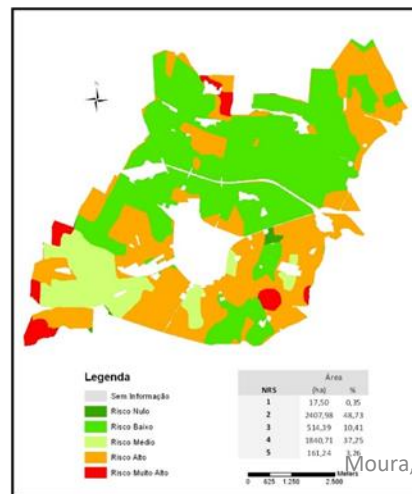 Legenda
Sem Informação
Risco Nulo
Risco Baixo
Risco Médio
Risco Alto
Risco Muito Alto
Área
NRS (ha) %
1 17,50 0,35
2 2407,98 48,73
3 514,39 10,41
4 1840,71 37,25
5 161,24 3,26
Moura,
0 625 1.250 2.500
Meters